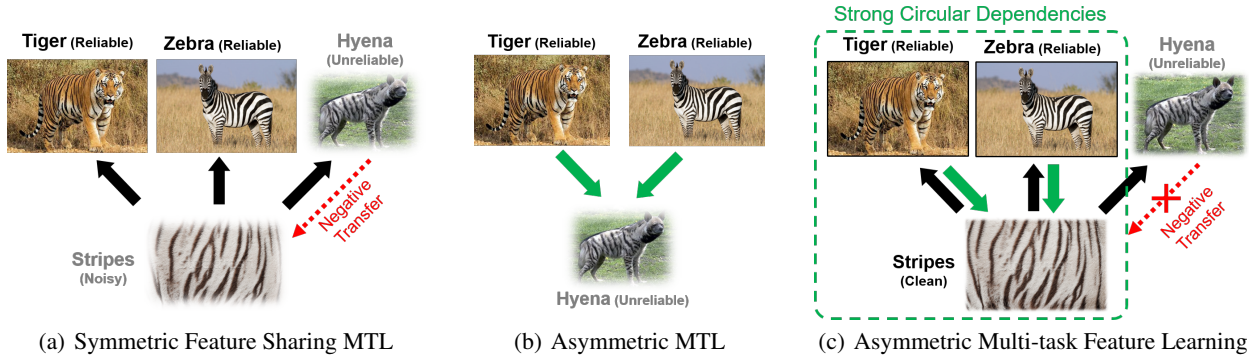 Tiger (Reliable)
Zebra (Reliable)
Hyena
(Unreliable)
Negative
Transfer
Stripes
(Noisy)
(a) Symmetric Feature Sharing MTL
Tiger (Reliable)
Zebra (Reliable)
Hyena (Unreliable)
(b) Asymmetric MTL
Strong Circular Dependencies
Tiger (Reliable)
Zebra (Reliable)
Hyena
(Unreliable)
Negative
Transfer
Stripes
(Clean)
(c) Asymmetric Multi-task Feature Learning